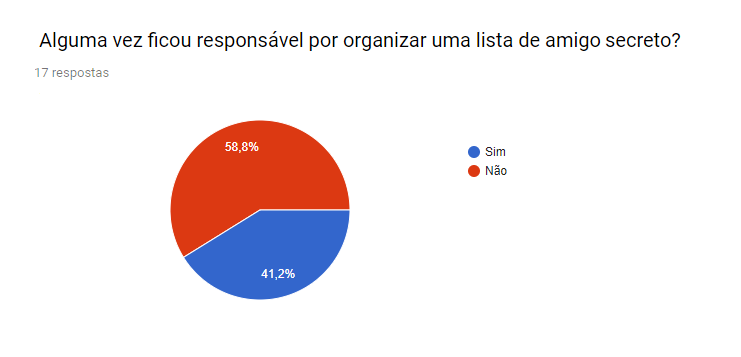 Alguma vez ficou responsável por organizar uma lista de amigo secreto?
17 respostas
58,8%
41,2%
Sim
Não